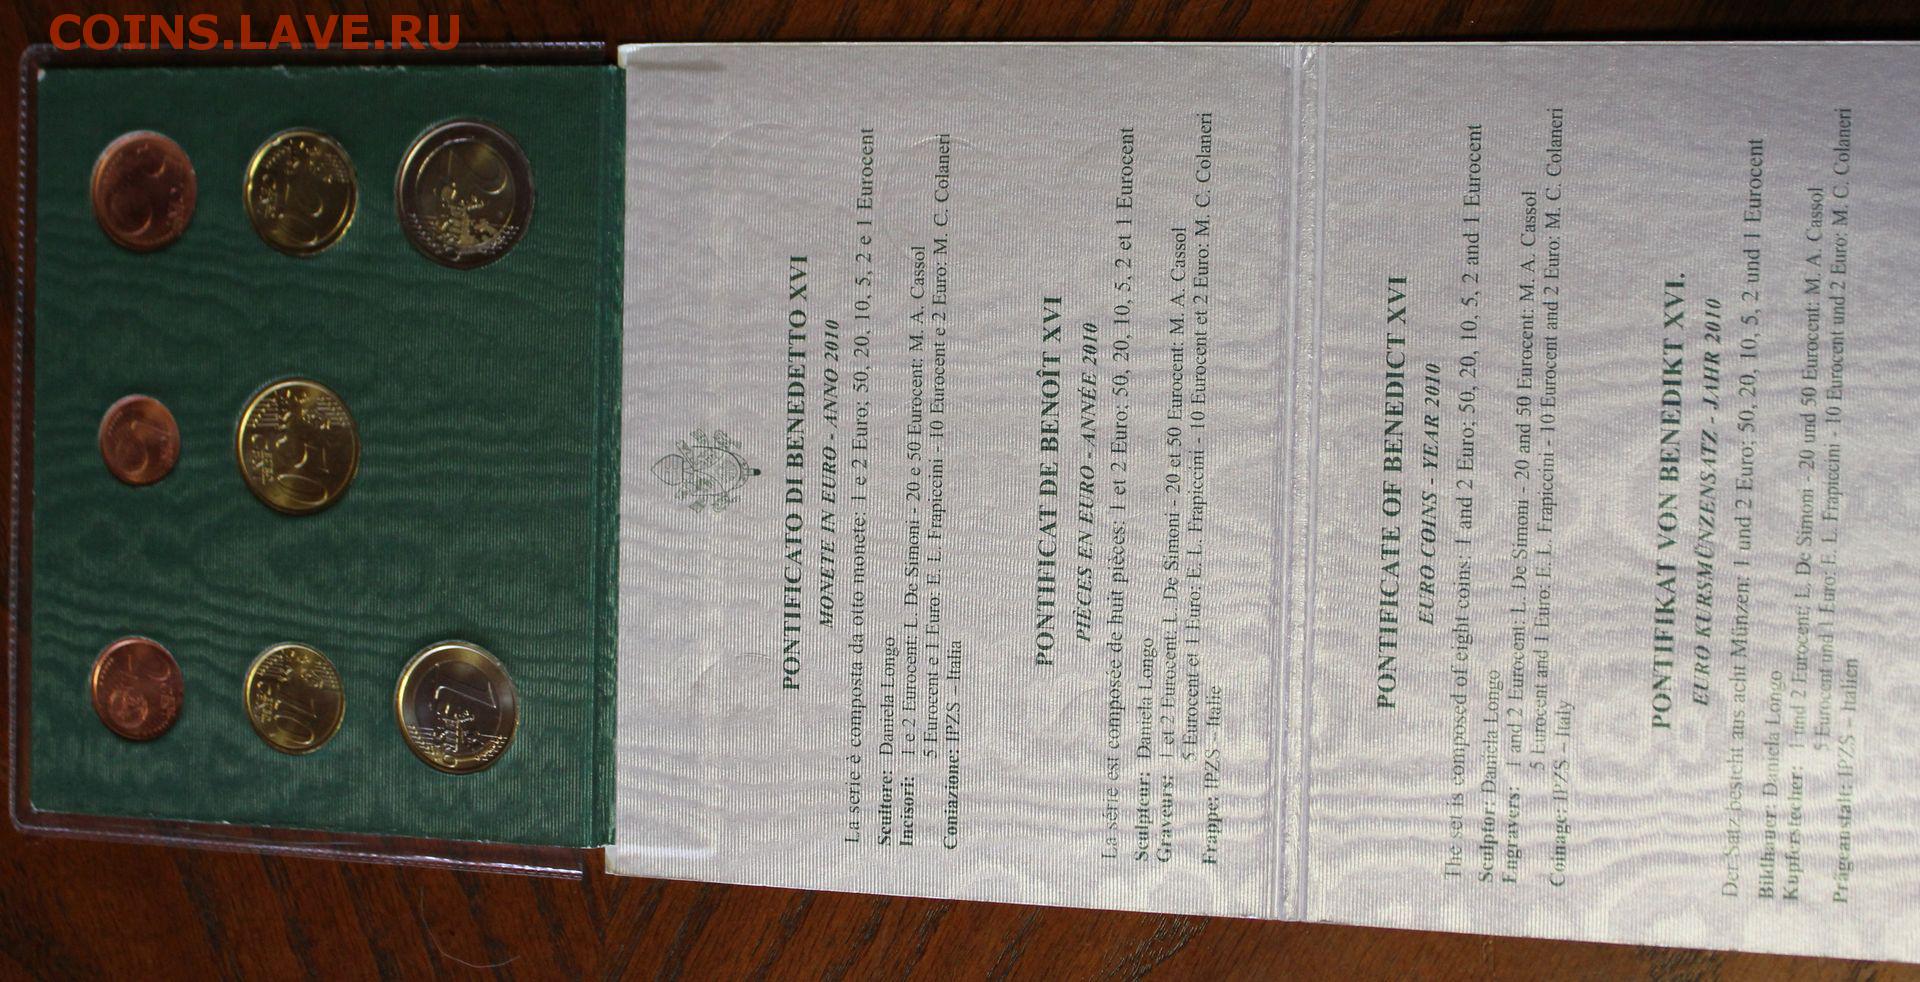 COINS.LAVE.RU
PONTIFICATO DI BENEDETTO XVI
MONETE IN EURO - ANNO 2010
La serie è composta da otto monete: 1 e 2 Euro; 50, 20, 10, 5, 2 e 1 Eurocent
Scultore: Daniela Longo
Incisori: 1 e 2 Eurocent: L. De Simoni - 20 e 50 Eurocent: M. A. Cassol
5 Eurocent e 1 Euro: E. L. Frapiccini - 10 Eurocent e 2 Euro: M. C. Colaneri
Coniazione: IPZS – Italia
PONTIFICAT DE BENOÎT XVI
PIÈCES EN EURO - ANNÉE 2010
La série est composée de huit pièces: 1 et 2 Euro; 50, 20, 10, 5, 2 et 1 Eurocent
Sculpteur: Daniela Longo
Graveurs: 1 et 2 Eurocent: L. De Simoni - 20 et 50 Eurocent: M. A. Cassol
5 Eurocent et 1 Euro: E. L. Frapiccini - 10 Eurocent et 2 Euro: M. C. Colaneri
Frappe: IPZS – Italie
PONTIFICATE OF BENEDICT XVI
EURO COINS - YEAR 2010
The set is composed of eight coins: 1 and 2 Euro; 50, 20, 10, 5, 2 and 1 Eurocent
Sculptor: Daniela Longo
Engravers: 1 and 2 Eurocent: L. De Simoni - 20 and 50 Eurocent: M. A. Cassol
5 Eurocent and 1 Euro: E. L. Frapiccini - 10 Eurocent and 2 Euro: M. C. Colaneri
Coinage: IPZS – Italy
PONTIFIKAT VON BENEDIKT XVI.
EURO KURSMÜNZENSATZ - JAHR 2010
Der Satz besteht aus acht Münzen: 1 und 2 Euro; 50, 20, 10, 5, 2 und 1 Eurocent
Bildhauer: Daniela Longo
Kupferstecher: 1 und 2 Eurocent: L. De Simoni - 20 und 50 Eurocent: M. A. Cassol
5 Eurocent und 1 Euro: E. L. Frapiccini - 10 Eurocent und 2 Euro: M. C. Colaneri
Prägeanstalt: IPZS – Italien